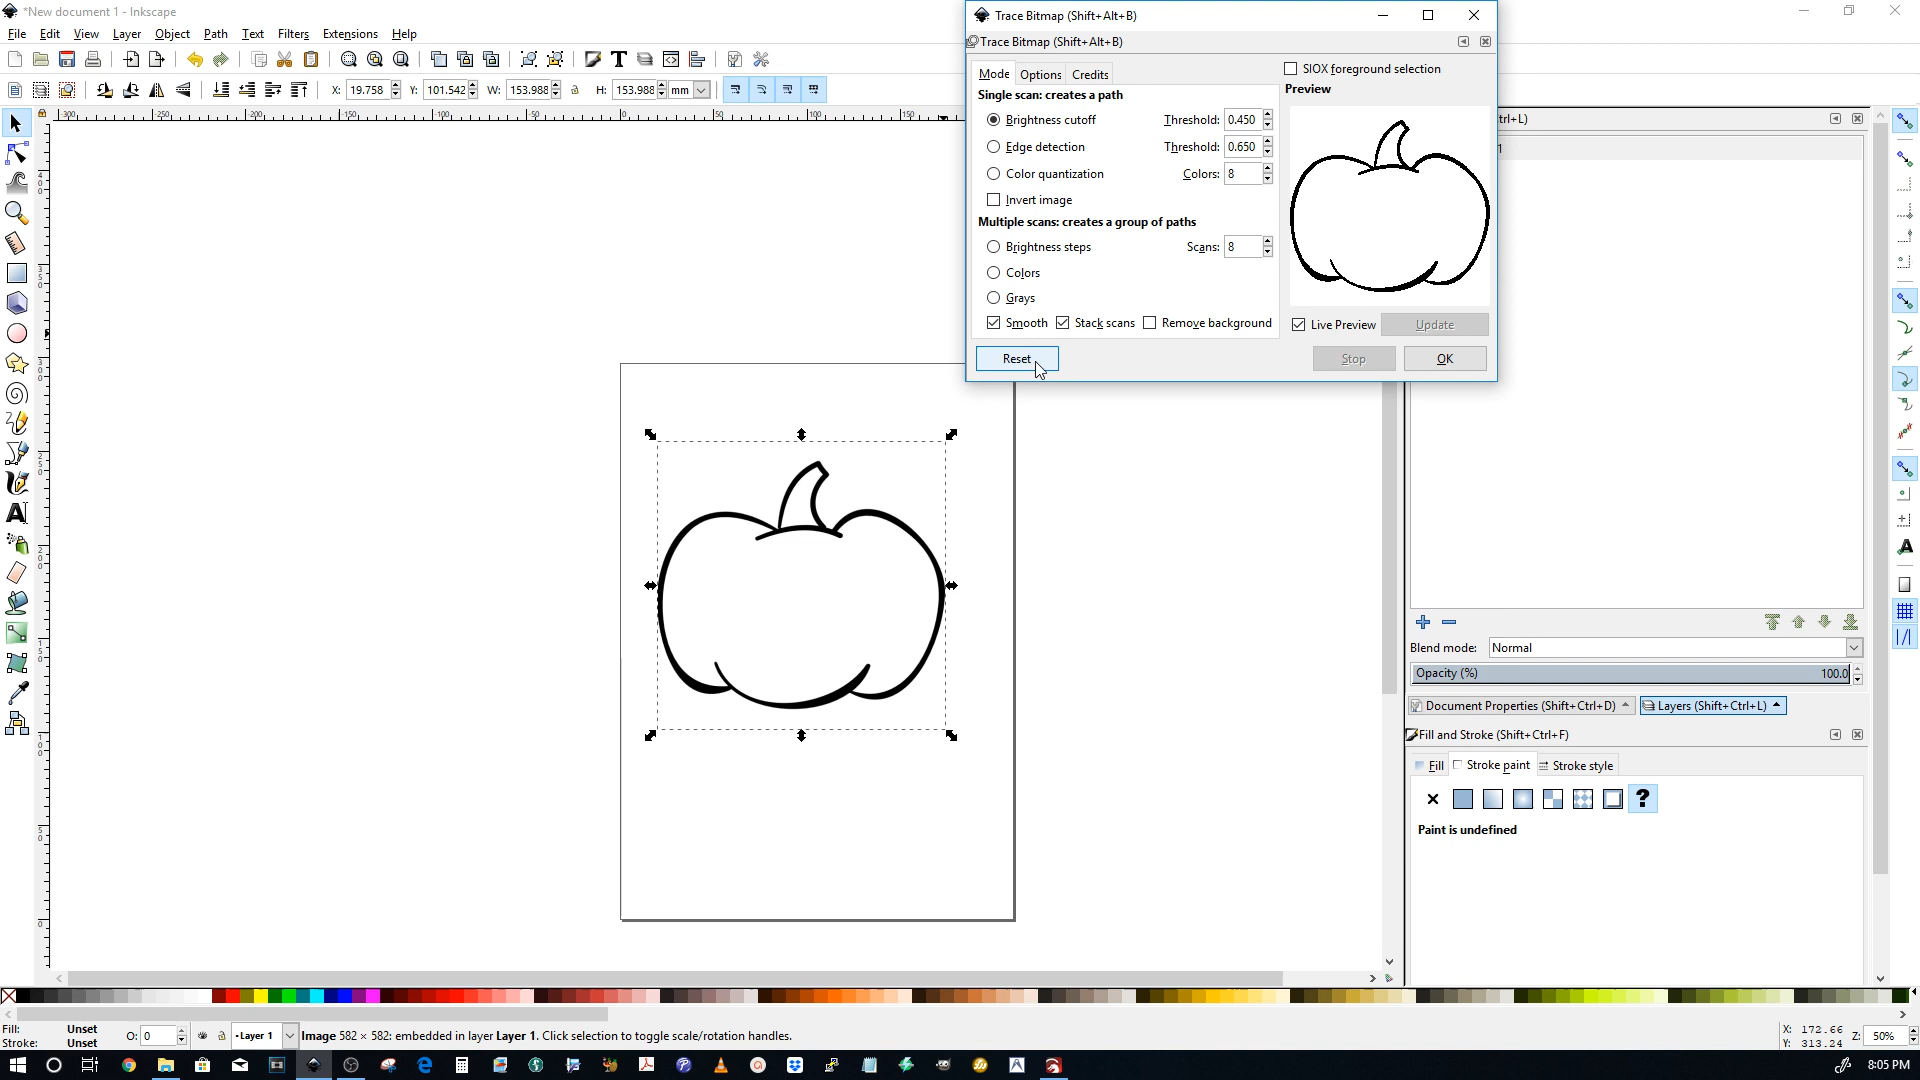 *New document 1 - Inkscape
File Edit View Layer Object Path Text Filters Extensions Help
X: 19.758 Y: 101.542 W: 153.988 H: 153.988 mm
Trace Bitmap (Shift+Alt+B)
Trace Bitmap (Shift+Alt+B)
Mode Options Credits
SIOX foreground selection
Single scan: creates a path
Preview
Brightness cutoff Threshold: 0.450
Edge detection Threshold: 0.650
Color quantization Colors: 8
Invert image
Multiple scans: creates a group of paths
Brightness steps Scans: 8
Colors
Grays
Smooth Stack scans Remove background
Live Preview Update
Reset Stop OK
trl+L)
1
Blend mode: Normal
Opacity (%) 100.0
Document Properties (Shift+Ctrl+D) Layers (Shift+Ctrl+L)
Fill and Stroke (Shift+Ctrl+F)
Fill Stroke paint Stroke style
?
Paint is undefined
Fill: Unset
Stroke: Unset
O: 0
•Layer 1
Image 582 × 582: embedded in layer Layer 1. Click selection to toggle scale/rotation handles.
X: 172.66
Y: 313.24
Z: 50%
8:05 PM